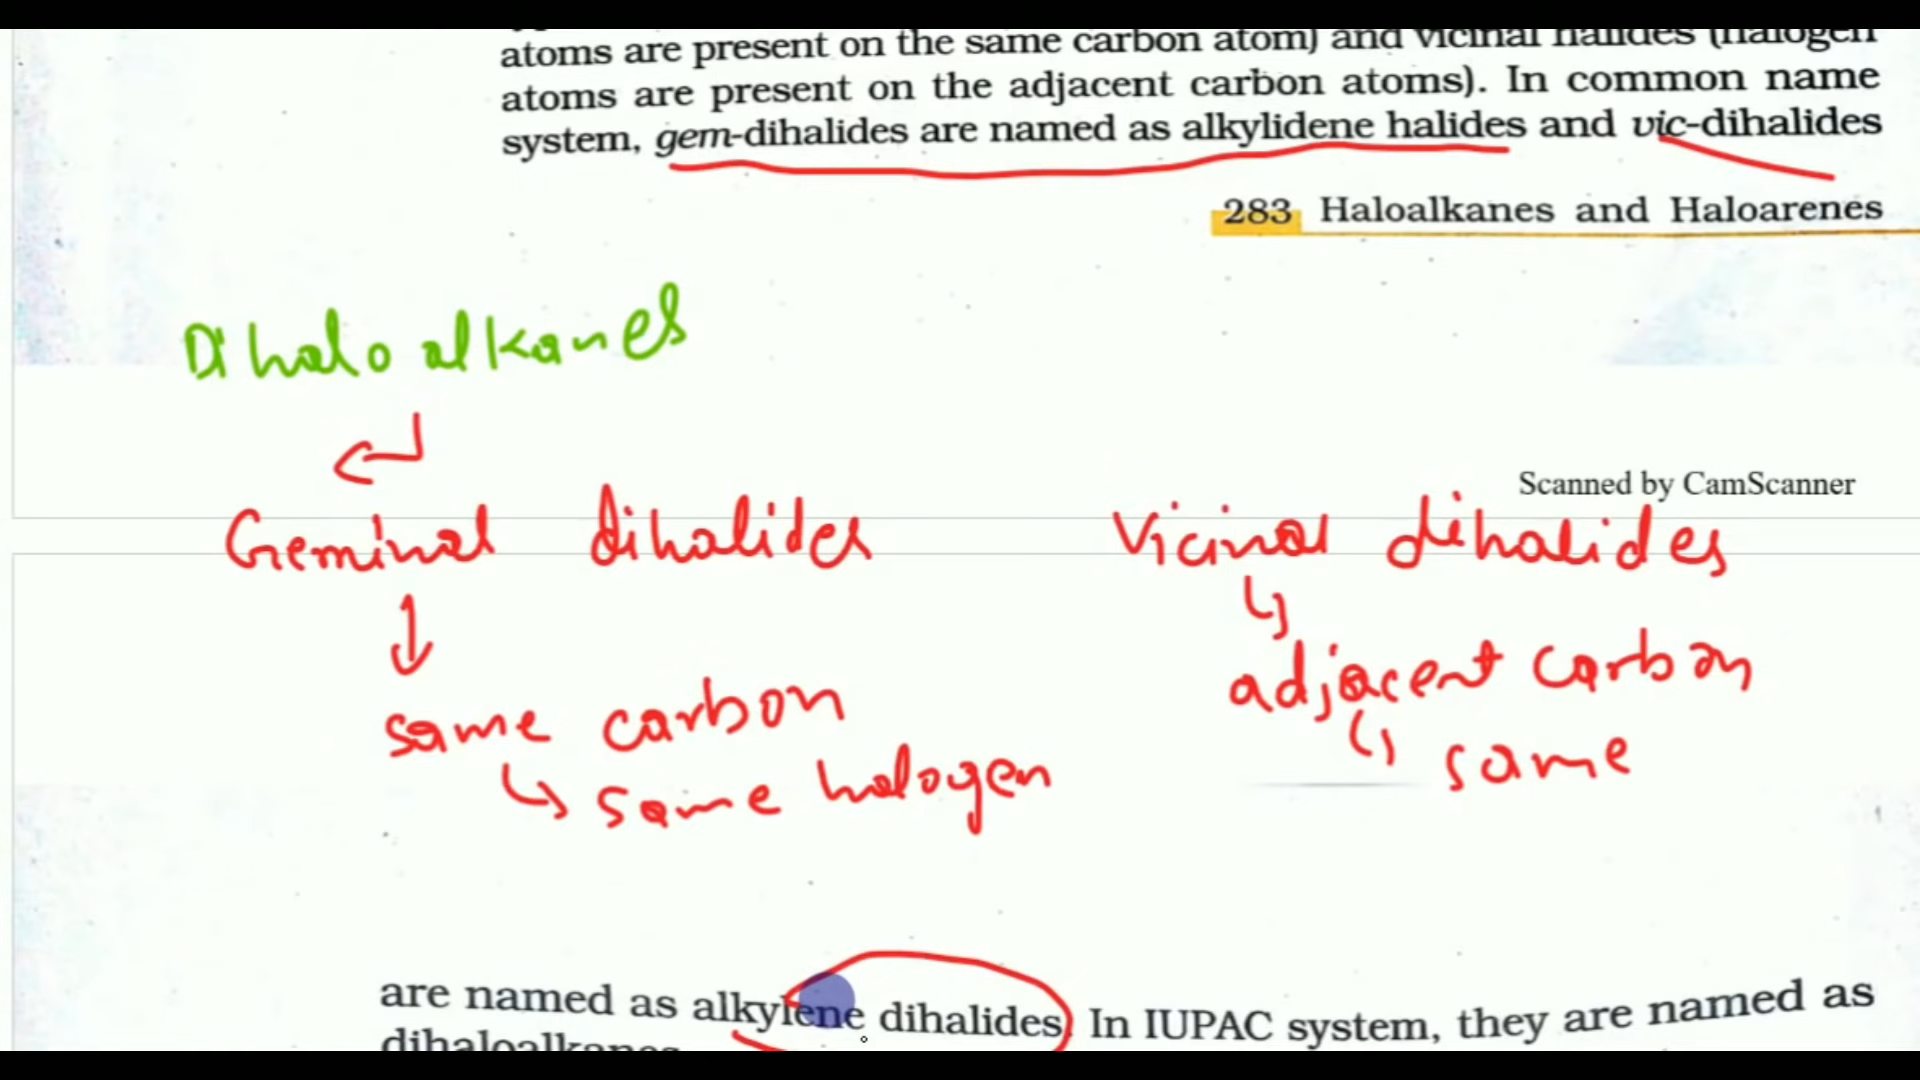 atoms are present on the same carbon atom) and vicinal halides (halogen
atoms are present on the adjacent carbon atoms). In common name
system, gem-dihalides are named as alkylidene halides and vic-dihalides
283 Haloalkanes and Haloarenes
Dihaloalkanes
Scanned by CamScanner
Geminal dihalides Vicinal dihalides
same carbon adjacent carbon
same halogen same
are named as alkylene dihalides. In IUPAC system, they are named as
dihaloalkanes